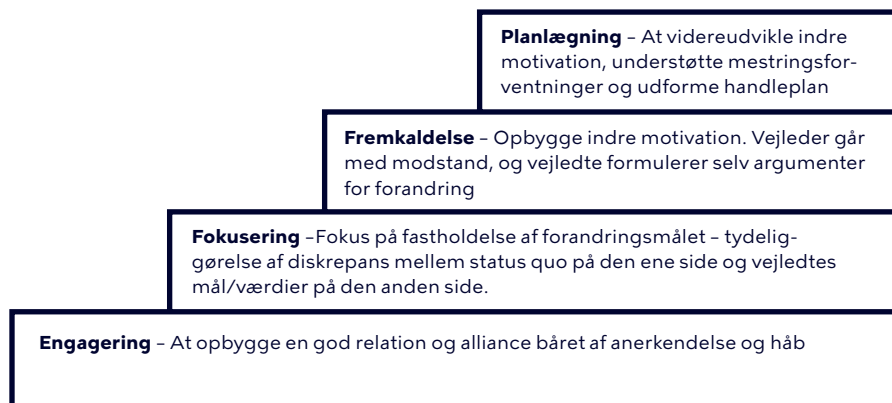 Planlægning – At videreudvikle indre
motivation, understøtte mestringsfor-
ventninger og udforme handleplan
Fremkaldelse – Opbygge indre motivation. Vejleder går
med modstand, og vejledte formulerer selv argumenter
for forandring
Fokusering –Fokus på fastholdelse af forandringsmålet – tydelig-
gørelse af diskrepans mellem status quo på den ene side og vejledtes
mål/værdier på den anden side.
Engagering – At opbygge en god relation og alliance båret af anerkendelse og håb